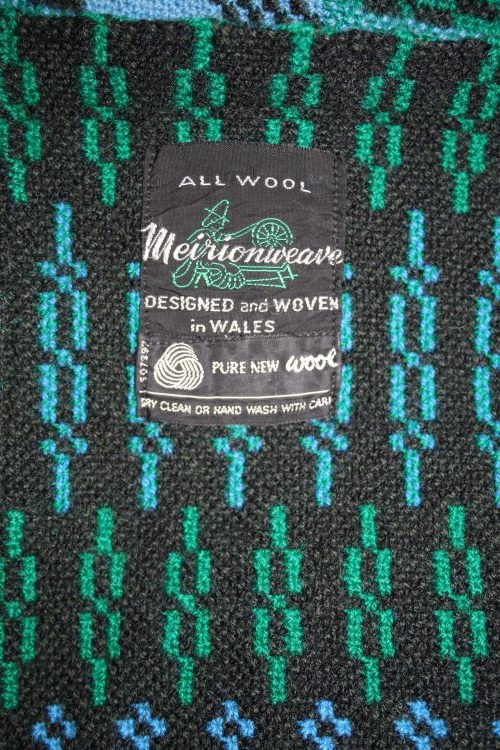 ALL WOOL
Meirionweave
DESIGNED and WOVEN
in WALES
PURE NEW wool
DRY CLEAN OR HAND WASH WITH CARE